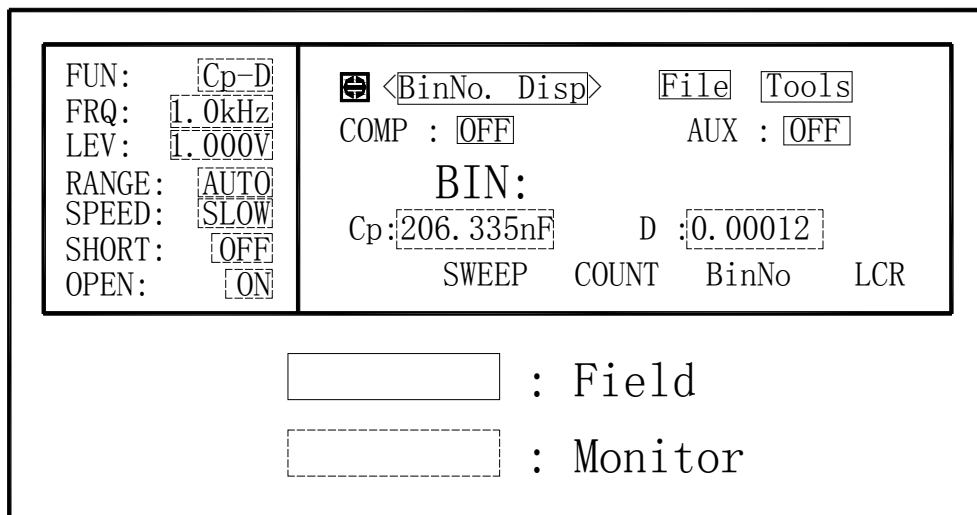 FUN: Cp-D
FRQ: 1.0kHz
LEV: 1.000V
RANGE: AUTO
SPEED: SLOW
SHORT: OFF
OPEN: ON
<BinNo. Disp> File Tools
COMP : OFF AUX : OFF
BIN:
Cp:206.335nF D :0.00012
SWEEP COUNT BinNo LCR
: Field
: Monitor